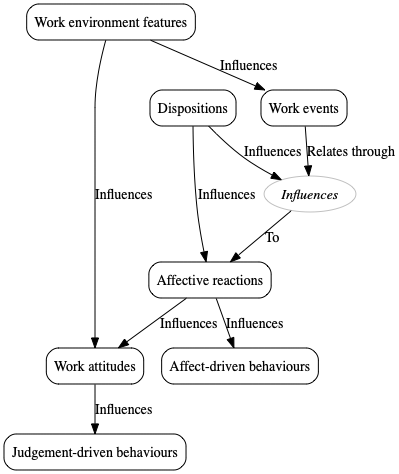 Work environment features
Influences
Dispositions
Work events
Influences
Relates through
Influences
Influences
Influences
To
Affective reactions
Influences
Influences
Work attitudes
Affect-driven behaviours
Influences
Judgement-driven behaviours